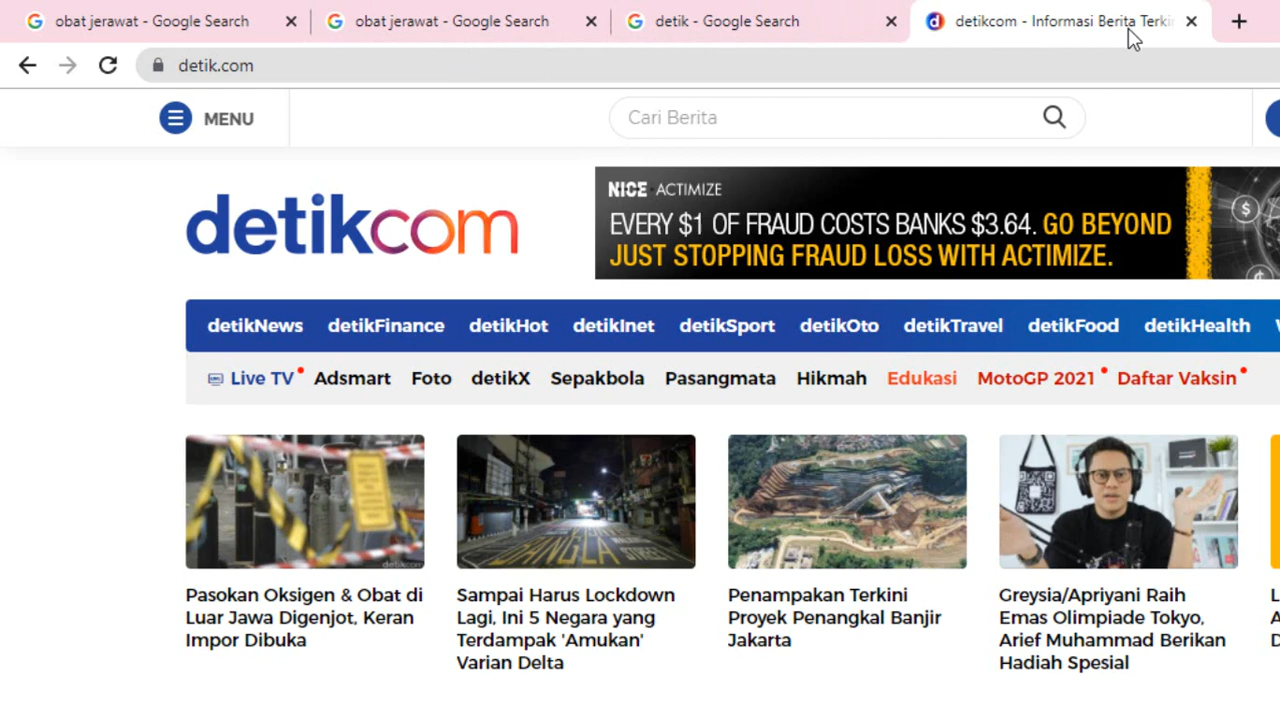 obat jerawat - Google Search
obat jerawat - Google Search
detik - Google Search
detikcom - Informasi Berita Terki
detik.com
MENU
Cari Berita
detikcom
NICE ACTIMIZE
EVERY $1 OF FRAUD COSTS BANKS $3.64. GO BEYOND
JUST STOPPING FRAUD LOSS WITH ACTIMIZE.
detikNews detikFinance detikHot detikInet detikSport detikOto detikTravel detikFood detikHealth
Live TV Adsmart Foto detikX Sepakbola Pasangmata Hikmah Edukasi MotoGP 2021 Daftar Vaksin
Pasokan Oksigen & Obat di
Luar Jawa Digenjot, Keran
Impor Dibuka
Sampai Harus Lockdown
Lagi, Ini 5 Negara yang
Terdampak 'Amukan'
Varian Delta
Penampakan Terkini
Proyek Penangkal Banjir
Jakarta
Greysia/Apriyani Raih
Emas Olimpiade Tokyo,
Arief Muhammad Berikan
Hadiah Spesial